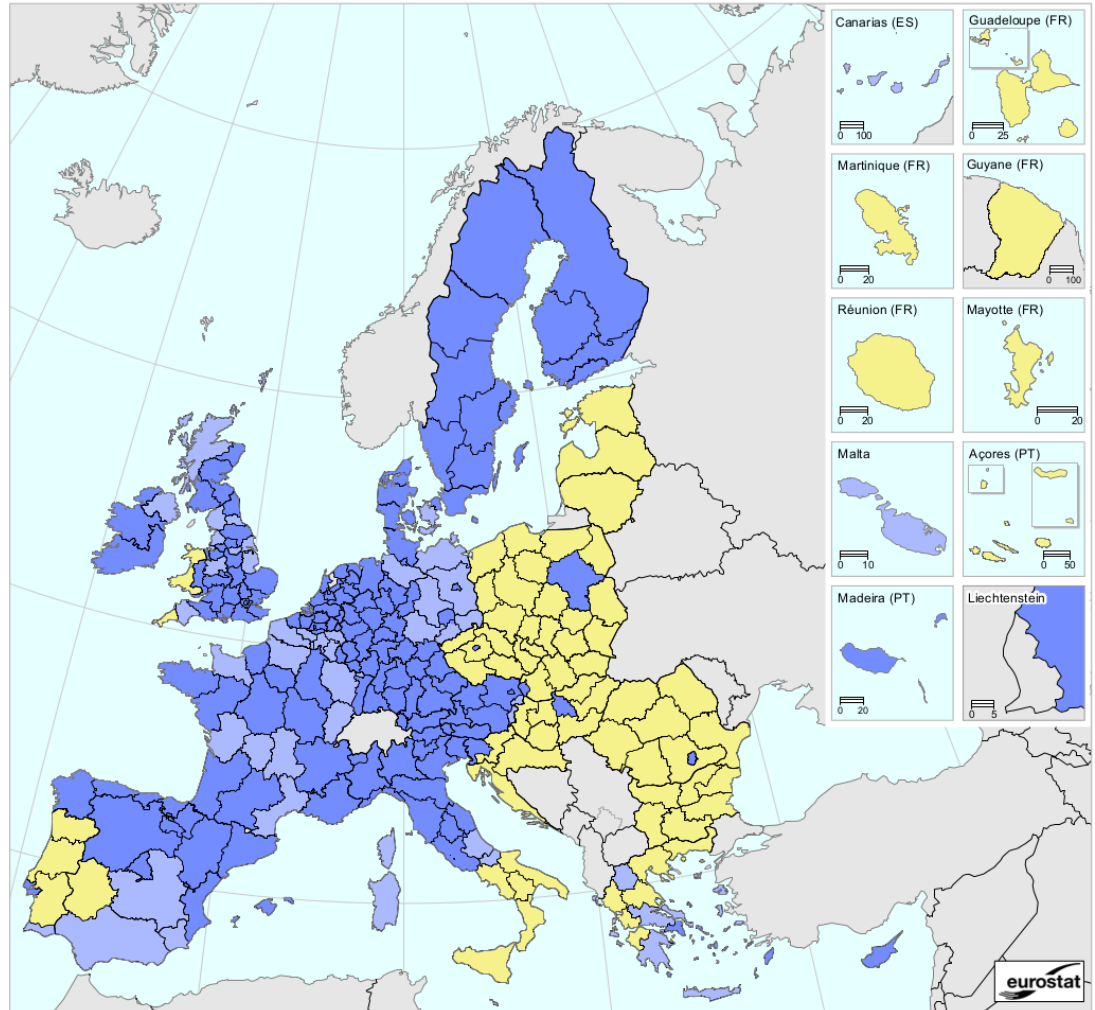 Canarias (ES)
0 100
Guadeloupe (FR)
0 25
Martinique (FR)
0 20
Guyane (FR)
0 100
Réunion (FR)
0 20
Mayotte (FR)
0 20
Malta
0 10
Açores (PT)
0 50
Madeira (PT)
0 20
Liechtenstein
0 5
eurostat